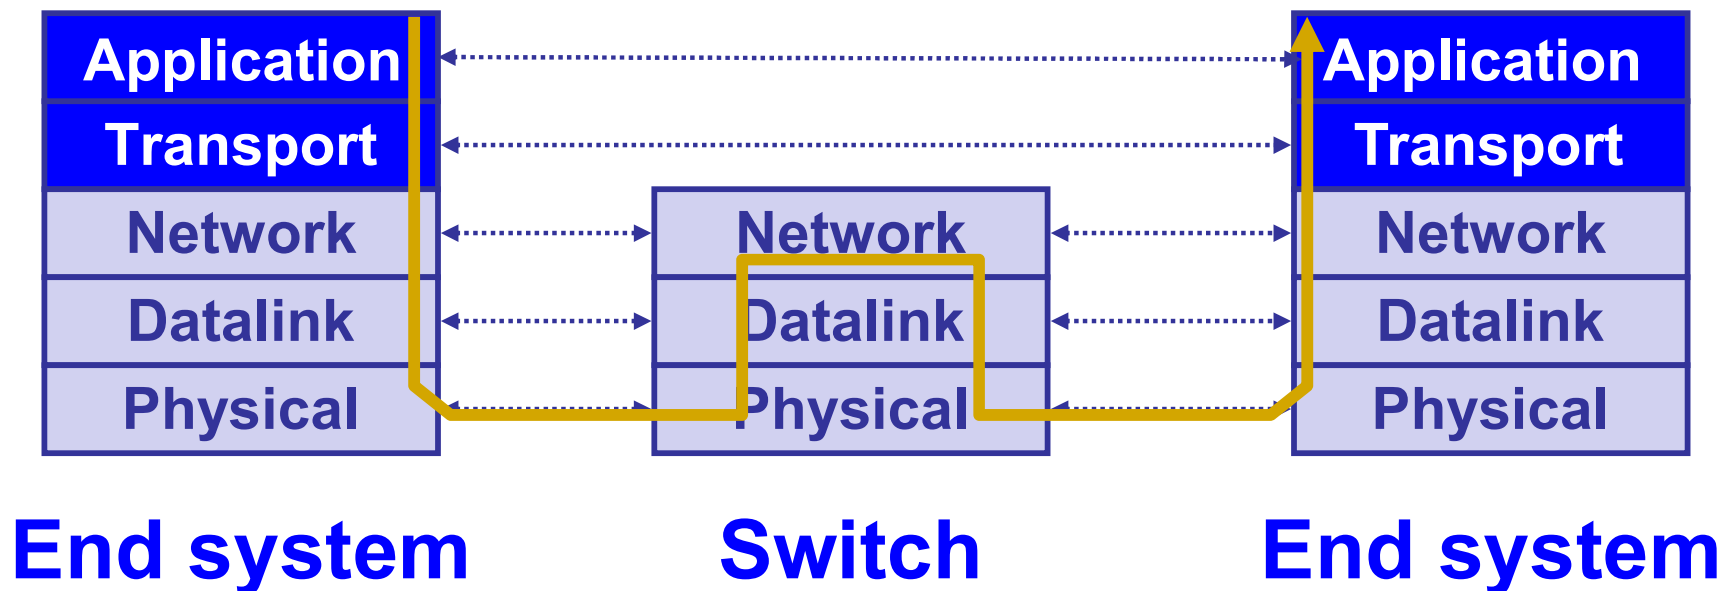 Application
Application
Transport
Transport
Network
Network
Network
Datalink
Datalink
Datalink
Physical
Physical
Physical
End system
Switch
End system